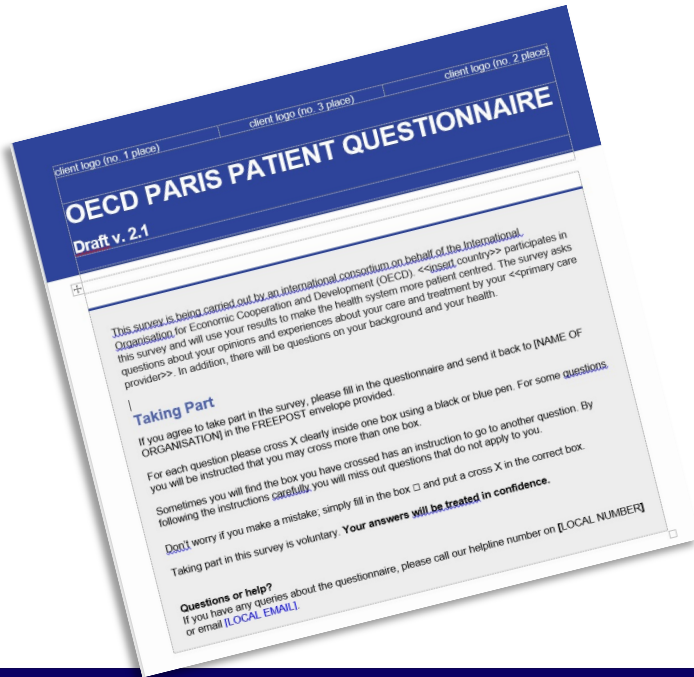 client logo (no. 1 place)
client logo (no. 3 place)
client logo (no. 2 place)
OECD PARIS PATIENT QUESTIONNAIRE
Draft v. 2.1
This survey is being carried out by an international consortium on behalf of the International
Organisation for Economic Cooperation and Development (OECD). <<insert country>> participates in
this survey and will use your results to make the health system more patient centred. The survey asks
questions about your opinions and experiences about your care and treatment by your <<primary care
provider>>. In addition, there will be questions on your background and your health.
Taking Part
If you agree to take part in the survey, please fill in the questionnaire and send it back to [NAME OF
ORGANISATION] in the FREEPOST envelope provided.
For each question please cross X clearly inside one box using a black or blue pen. For some questions
you will be instructed that you may cross more than one box.
Sometimes you will find the box you have crossed has an instruction to go to another question. By
following the instructions carefully you will miss out questions that do not apply to you.
Don't worry if you make a mistake; simply fill in the box □ and put a cross X in the correct box.
Taking part in this survey is voluntary. Your answers will be treated in confidence.
Questions or help?
If you have any queries about the questionnaire, please call our helpline number on [LOCAL NUMBER]
or email [LOCAL EMAIL].